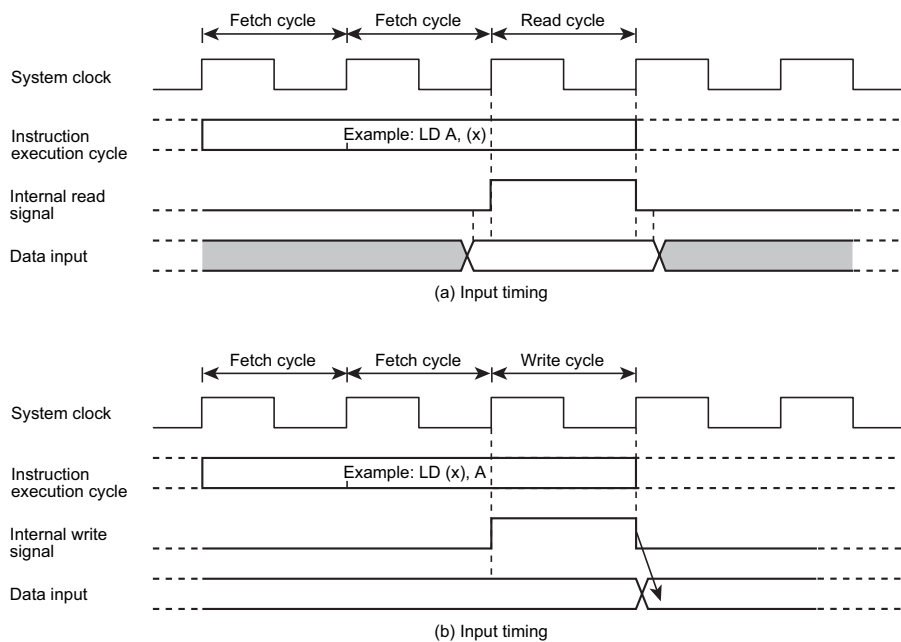 Fetch cycle Fetch cycle Read cycle
System clock
Instruction
execution cycle
Example: LD A, (x)
Internal read
signal
Data input
(a) Input timing
Fetch cycle Fetch cycle Write cycle
System clock
Instruction
execution cycle
Example: LD (x), A
Internal write
signal
Data input
(b) Input timing